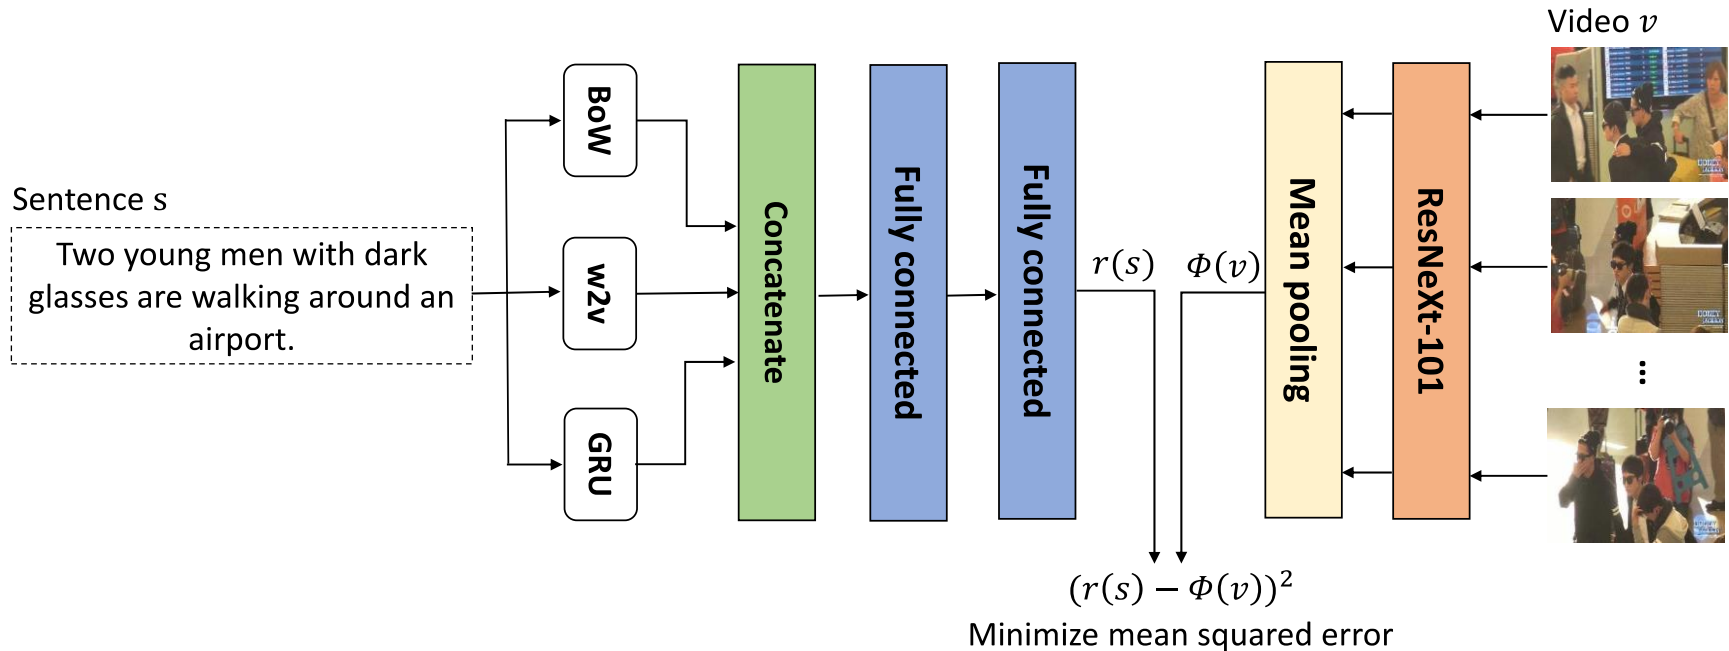 Sentence s
Two young men with dark
glasses are walking around an
airport.
BoW
w2v
GRU
Concatenate
Fully connected
Fully connected
r(s)
Φ(v)
Mean pooling
ResNeXt-101
Video v
...
(r(s) − Φ(v))²
Minimize mean squared error